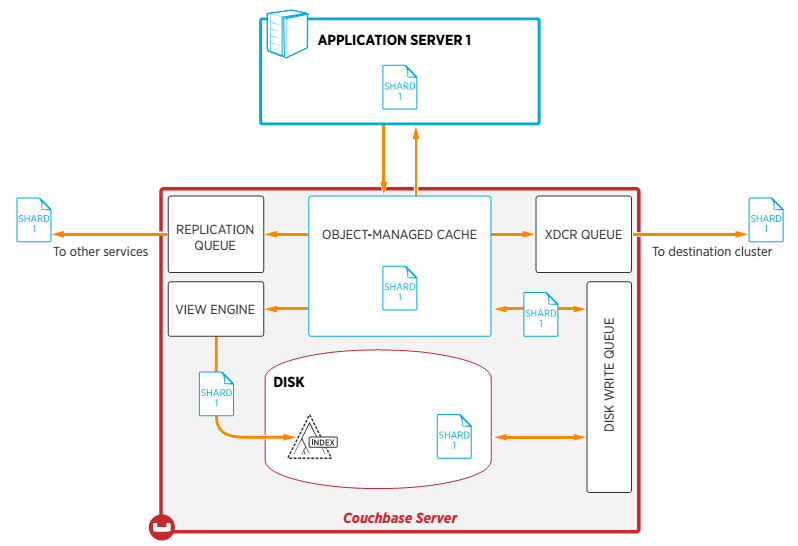 APPLICATION SERVER 1
SHARD
1
SHARD
1
To other services
REPLICATION
QUEUE
OBJECT-MANAGED CACHE
SHARD
1
XDCR QUEUE
SHARD
1
To destination cluster
VIEW ENGINE
SHARD
1
DISK WRITE QUEUE
SHARD
1
DISK
INDEX
SHARD
1
Couchbase Server